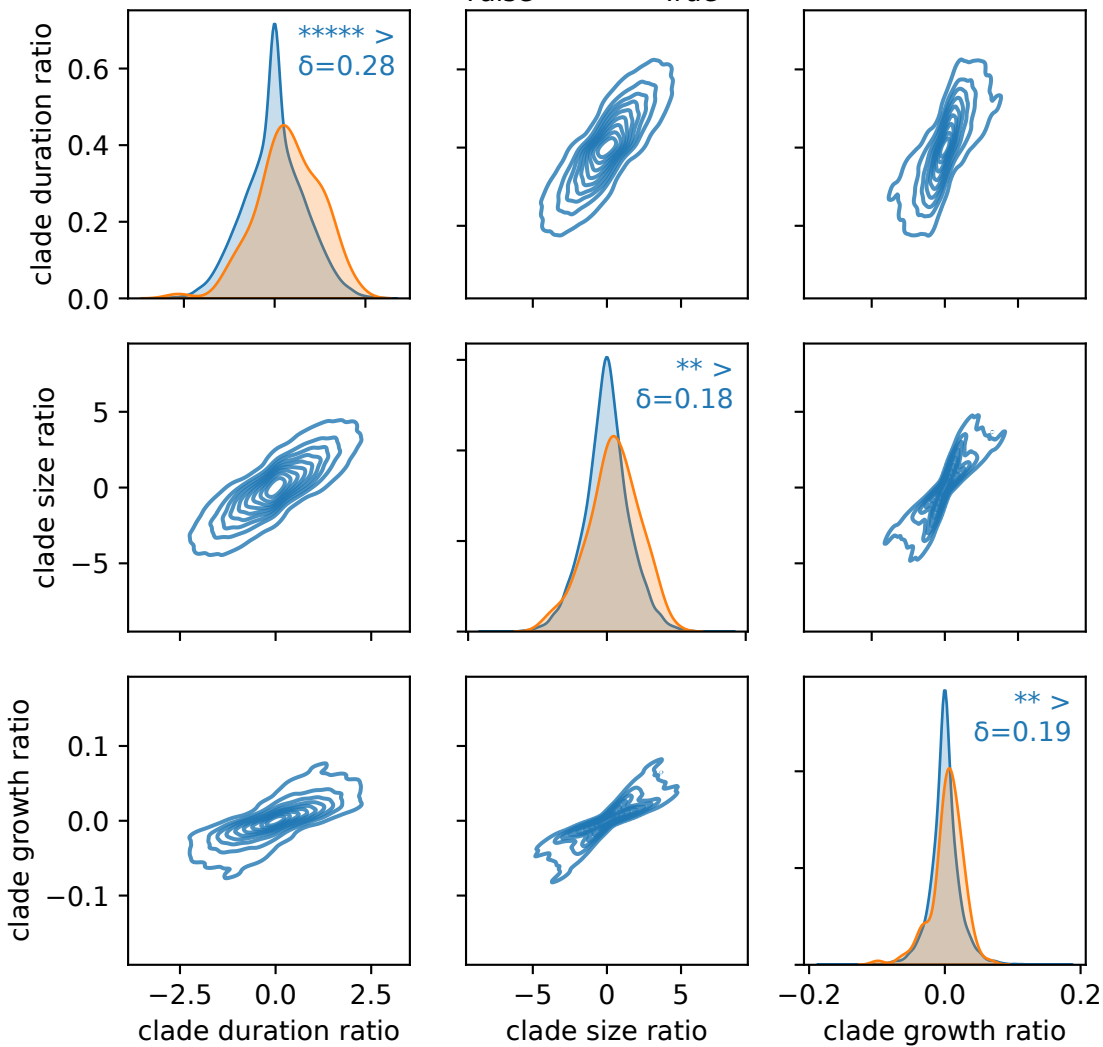 clade duration ratio
0.6
0.4
0.2
0.0
***** >
δ=0.28
clade size ratio
5
0
−5
** >
δ=0.18
clade growth ratio
0.1
0.0
−0.1
** >
δ=0.19
−2.5 0.0 2.5
−5 0 5
−0.2 0.0 0.2
clade duration ratio
clade size ratio
clade growth ratio